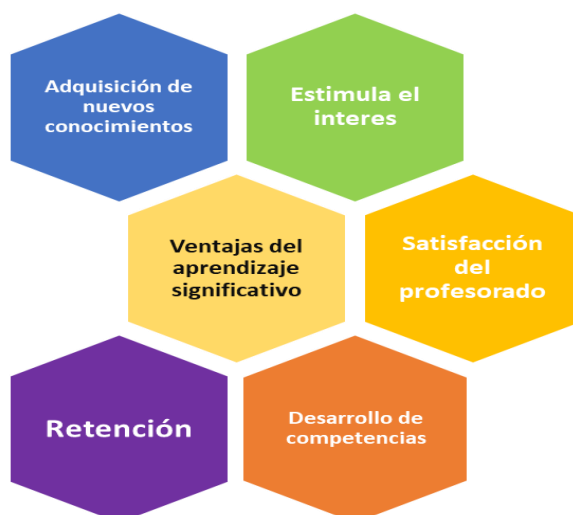 Adquisición de
nuevos
conocimientos
Estimula el
interes
Ventajas del
aprendizaje
significativo
Satisfacción
del
profesorado
Retención
Desarrollo de
competencias